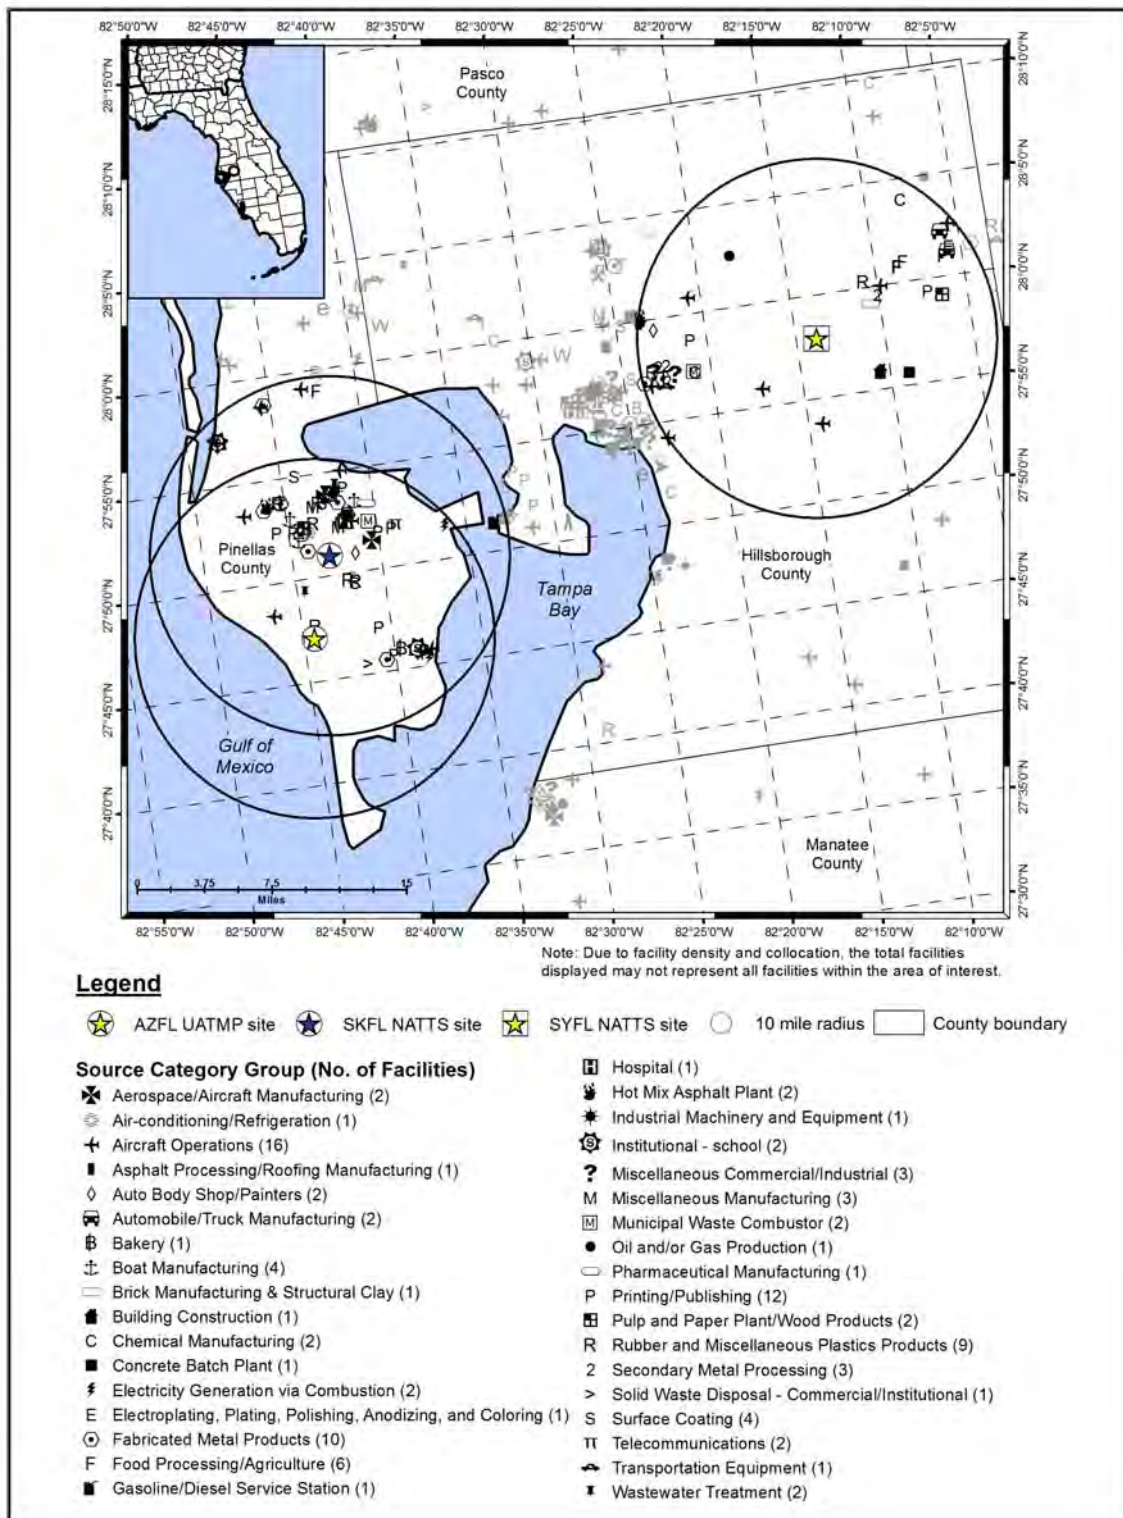 82°50'0"W 82°45'0"W 82°40'0"W 82°35'0"W 82°30'0"W 82°25'0"W 82°20'0"W 82°15'0"W 82°10'0"W 82°5'0"W
28°15'0"N
28°10'0"N
28°5'0"N
28°0'0"N
27°55'0"N
27°50'0"N
27°45'0"N
27°40'0"N
28°10'0"N
28°5'0"N
28°0'0"N
27°55'0"N
27°50'0"N
27°45'0"N
27°40'0"N
27°35'0"N
27°30'0"N
Pasco
County
Pinellas
County
Hillsborough
County
Tampa
Bay
Gulf of
Mexico
Manatee
County
0 3.75 7.5 15
Miles
82°55'0"W 82°50'0"W 82°45'0"W 82°40'0"W 82°35'0"W 82°30'0"W 82°25'0"W 82°20'0"W 82°15'0"W 82°10'0"W
Note: Due to facility density and collocation, the total facilities
displayed may not represent all facilities within the area of interest.
Legend
AZFL UATMP site SKFL NATTS site SYFL NATTS site 10 mile radius County boundary
Source Category Group (No. of Facilities)
Aerospace/Aircraft Manufacturing (2)
Air-conditioning/Refrigeration (1)
Aircraft Operations (16)
Asphalt Processing/Roofing Manufacturing (1)
Auto Body Shop/Painters (2)
Automobile/Truck Manufacturing (2)
Bakery (1)
Boat Manufacturing (4)
Brick Manufacturing & Structural Clay (1)
Building Construction (1)
C Chemical Manufacturing (2)
Concrete Batch Plant (1)
Electricity Generation via Combustion (2)
E Electroplating, Plating, Polishing, Anodizing, and Coloring (1)
Fabricated Metal Products (10)
F Food Processing/Agriculture (6)
Gasoline/Diesel Service Station (1)
H Hospital (1)
Hot Mix Asphalt Plant (2)
Industrial Machinery and Equipment (1)
S Institutional - school (2)
? Miscellaneous Commercial/Industrial (3)
M Miscellaneous Manufacturing (3)
M Municipal Waste Combustor (2)
Oil and/or Gas Production (1)
Pharmaceutical Manufacturing (1)
P Printing/Publishing (12)
Pulp and Paper Plant/Wood Products (2)
R Rubber and Miscellaneous Plastics Products (9)
2 Secondary Metal Processing (3)
> Solid Waste Disposal - Commercial/Institutional (1)
S Surface Coating (4)
π Telecommunications (2)
Transportation Equipment (1)
Wastewater Treatment (2)